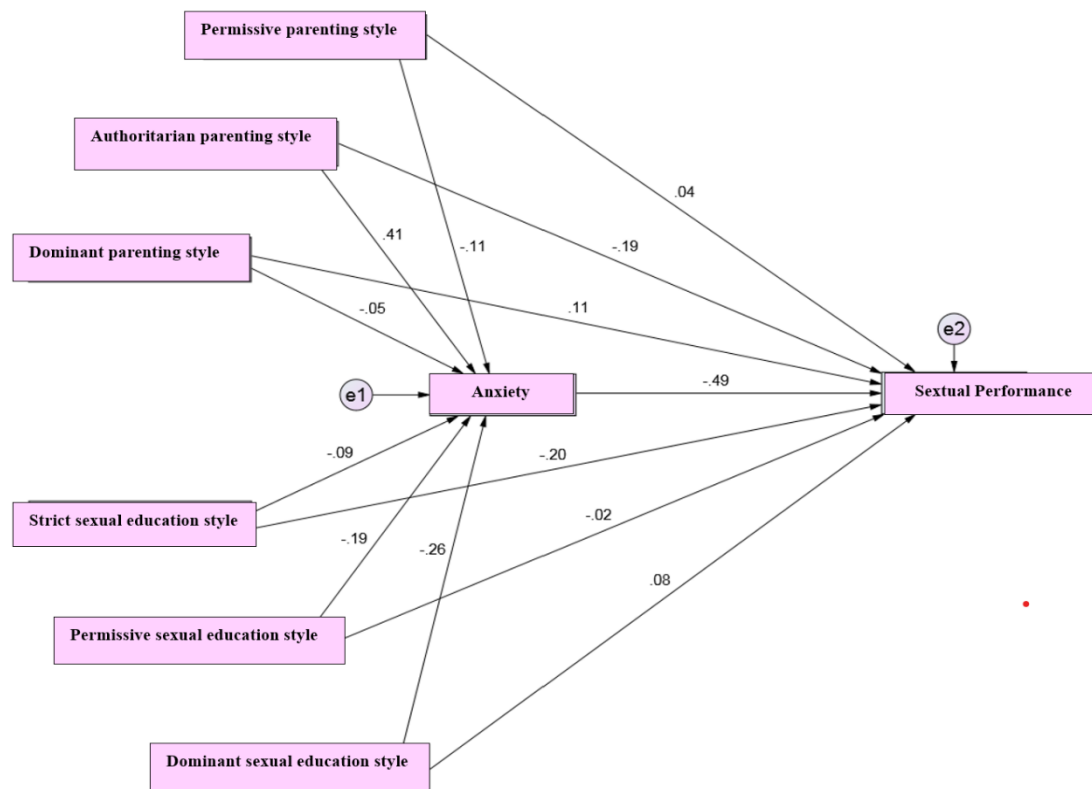 Permissive parenting style
Authoritarian parenting style
.04
.41
-.11
-.19
Dominant parenting style
-.05
.11
e2
e1
Anxiety
-.49
Sextual Performance
-.09
-.20
Strict sexual education style
-.02
-.19
-.26
.08
Permissive sexual education style
Dominant sexual education style